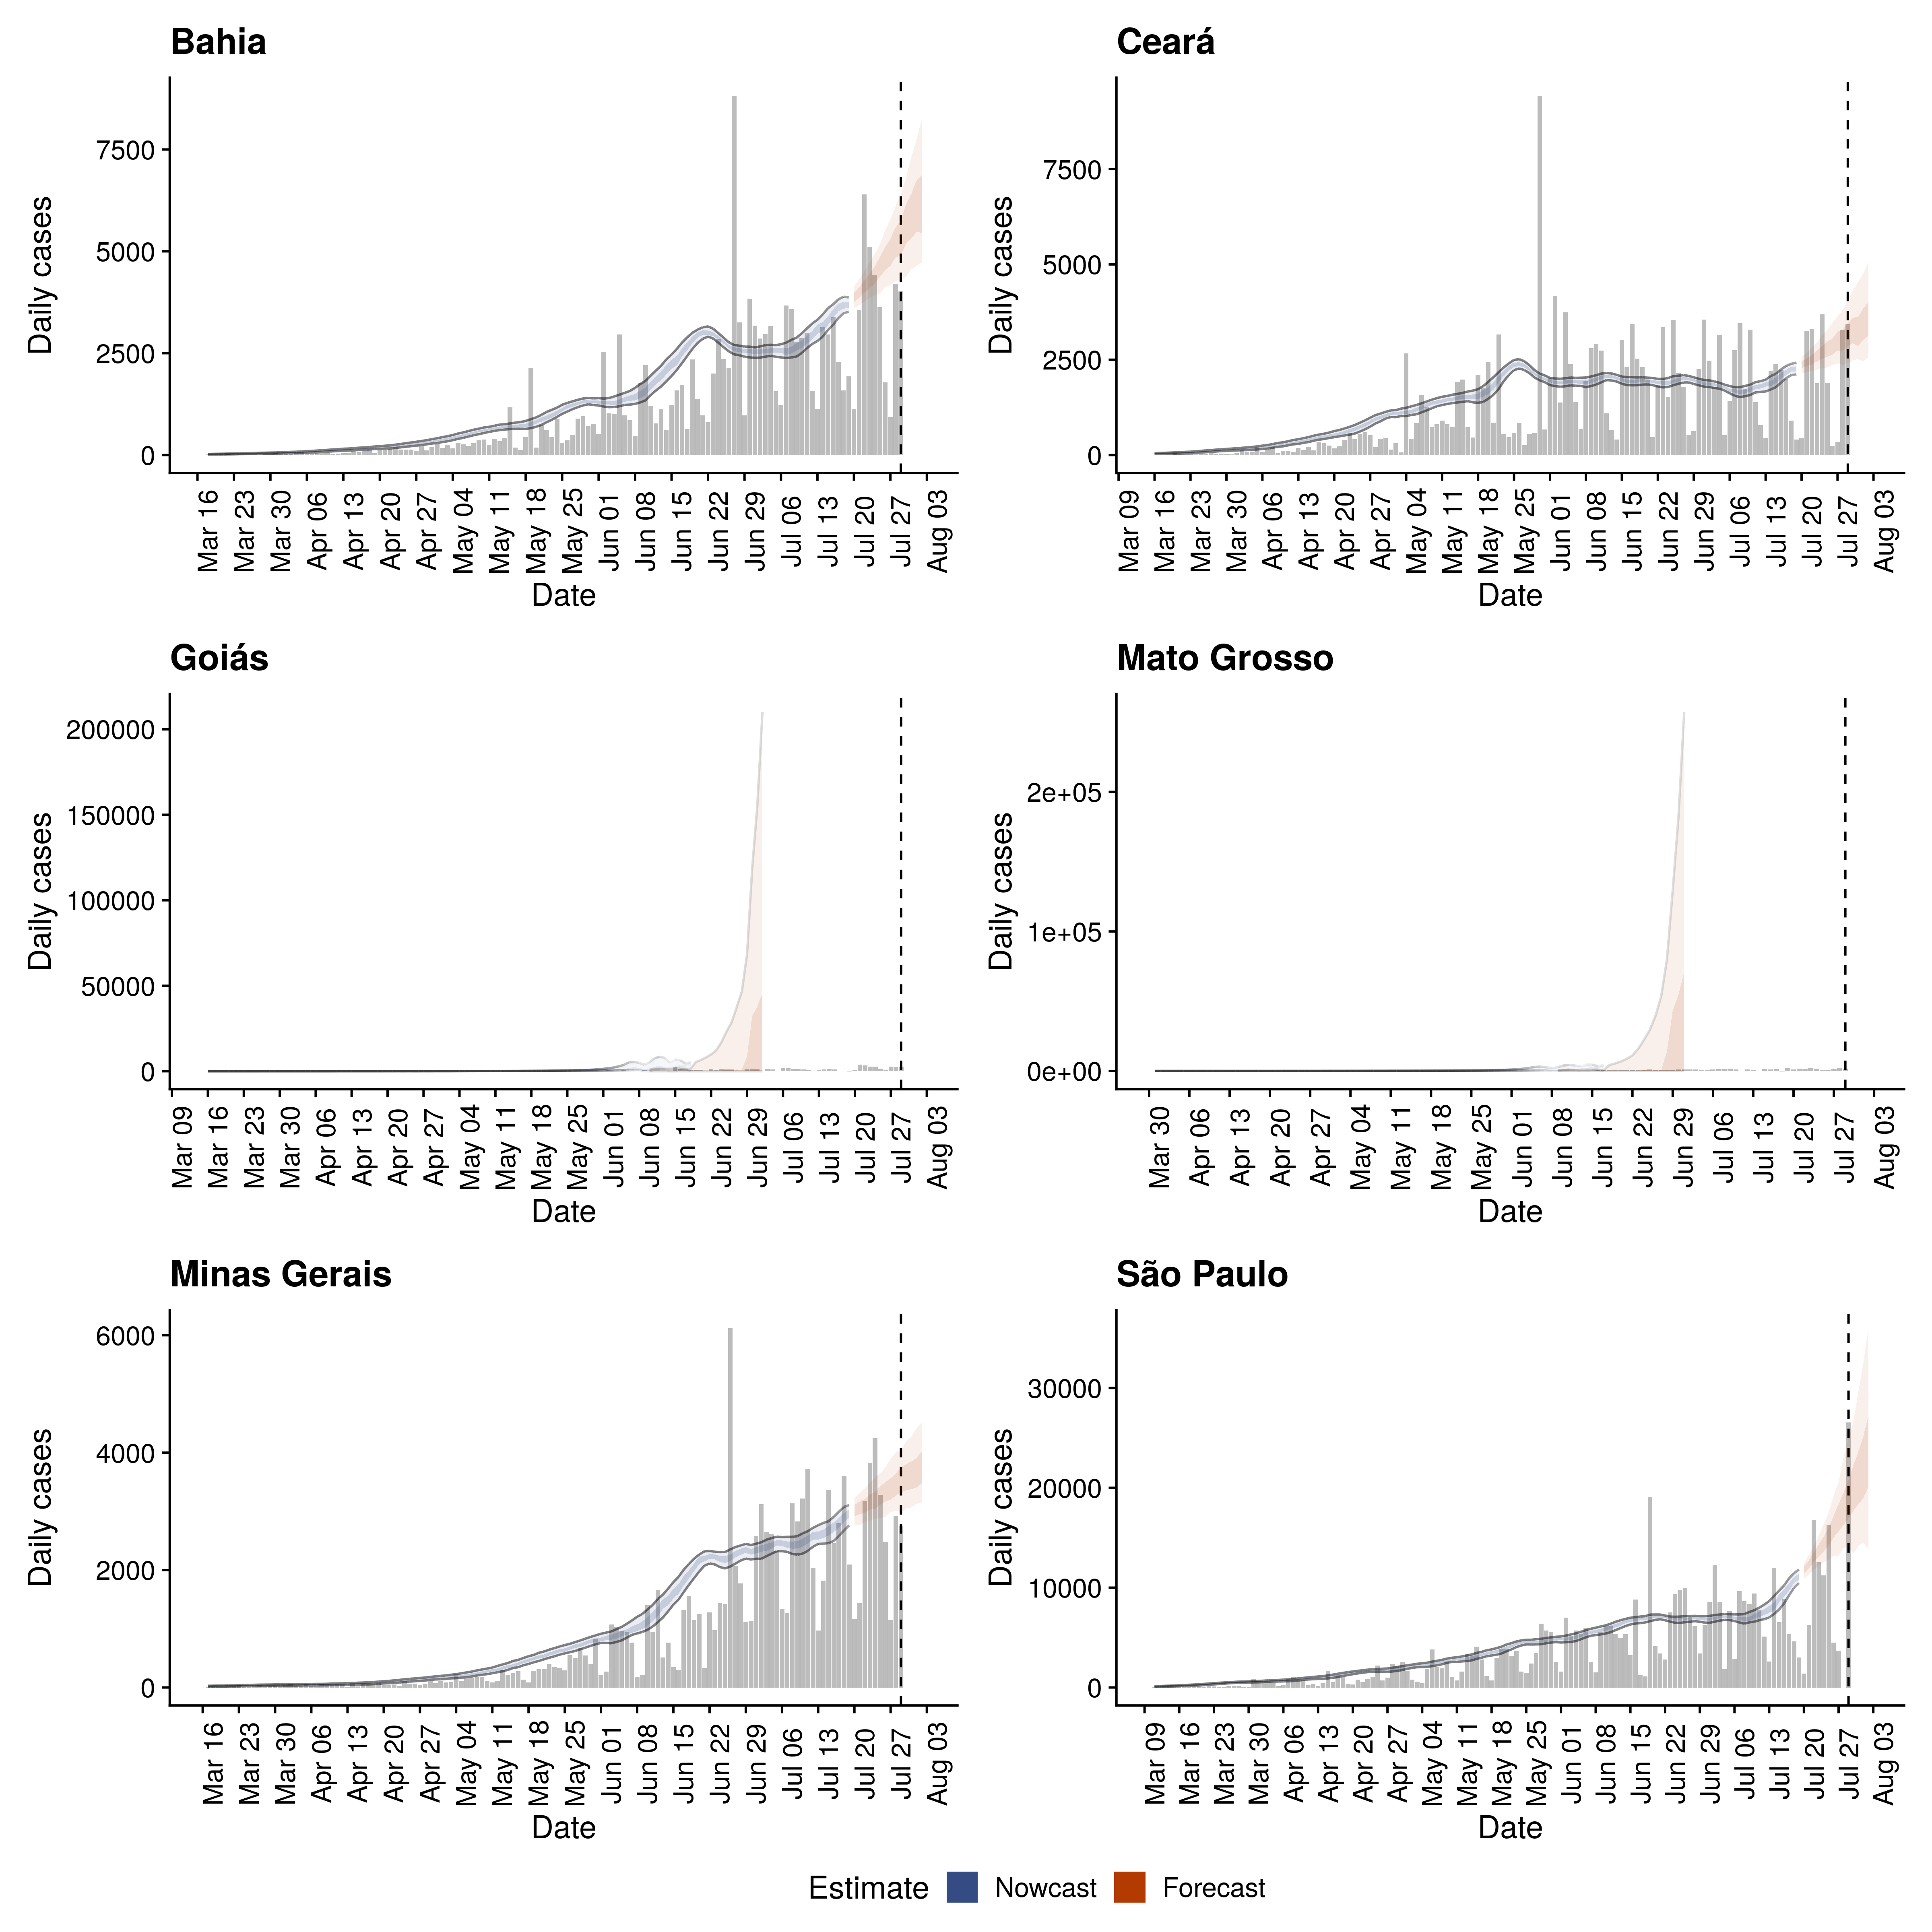 Bahia
Daily cases
7500
5000
2500
0
Mar 16 Mar 23 Mar 30 Apr 06 Apr 13 Apr 20 Apr 27 May 04 May 11 May 18 May 25 Jun 01 Jun 08 Jun 15 Jun 22 Jun 29 Jul 06 Jul 13 Jul 20 Jul 27 Aug 03
Date
Ceará
Daily cases
7500
5000
2500
0
Mar 09 Mar 16 Mar 23 Mar 30 Apr 06 Apr 13 Apr 20 Apr 27 May 04 May 11 May 18 May 25 Jun 01 Jun 08 Jun 15 Jun 22 Jun 29 Jul 06 Jul 13 Jul 20 Jul 27 Aug 03
Date
Goiás
Daily cases
200000
150000
100000
50000
0
Mar 09 Mar 16 Mar 23 Mar 30 Apr 06 Apr 13 Apr 20 Apr 27 May 04 May 11 May 18 May 25 Jun 01 Jun 08 Jun 15 Jun 22 Jun 29 Jul 06 Jul 13 Jul 20 Jul 27 Aug 03
Date
Mato Grosso
Daily cases
2e+05
1e+05
0e+00
Mar 30 Apr 06 Apr 13 Apr 20 Apr 27 May 04 May 11 May 18 May 25 Jun 01 Jun 08 Jun 15 Jun 22 Jun 29 Jul 06 Jul 13 Jul 20 Jul 27 Aug 03
Date
Minas Gerais
Daily cases
6000
4000
2000
0
Mar 16 Mar 23 Mar 30 Apr 06 Apr 13 Apr 20 Apr 27 May 04 May 11 May 18 May 25 Jun 01 Jun 08 Jun 15 Jun 22 Jun 29 Jul 06 Jul 13 Jul 20 Jul 27 Aug 03
Date
São Paulo
Daily cases
30000
20000
10000
0
Mar 09 Mar 16 Mar 23 Mar 30 Apr 06 Apr 13 Apr 20 Apr 27 May 04 May 11 May 18 May 25 Jun 01 Jun 08 Jun 15 Jun 22 Jun 29 Jul 06 Jul 13 Jul 20 Jul 27 Aug 03
Date
Estimate Nowcast Forecast